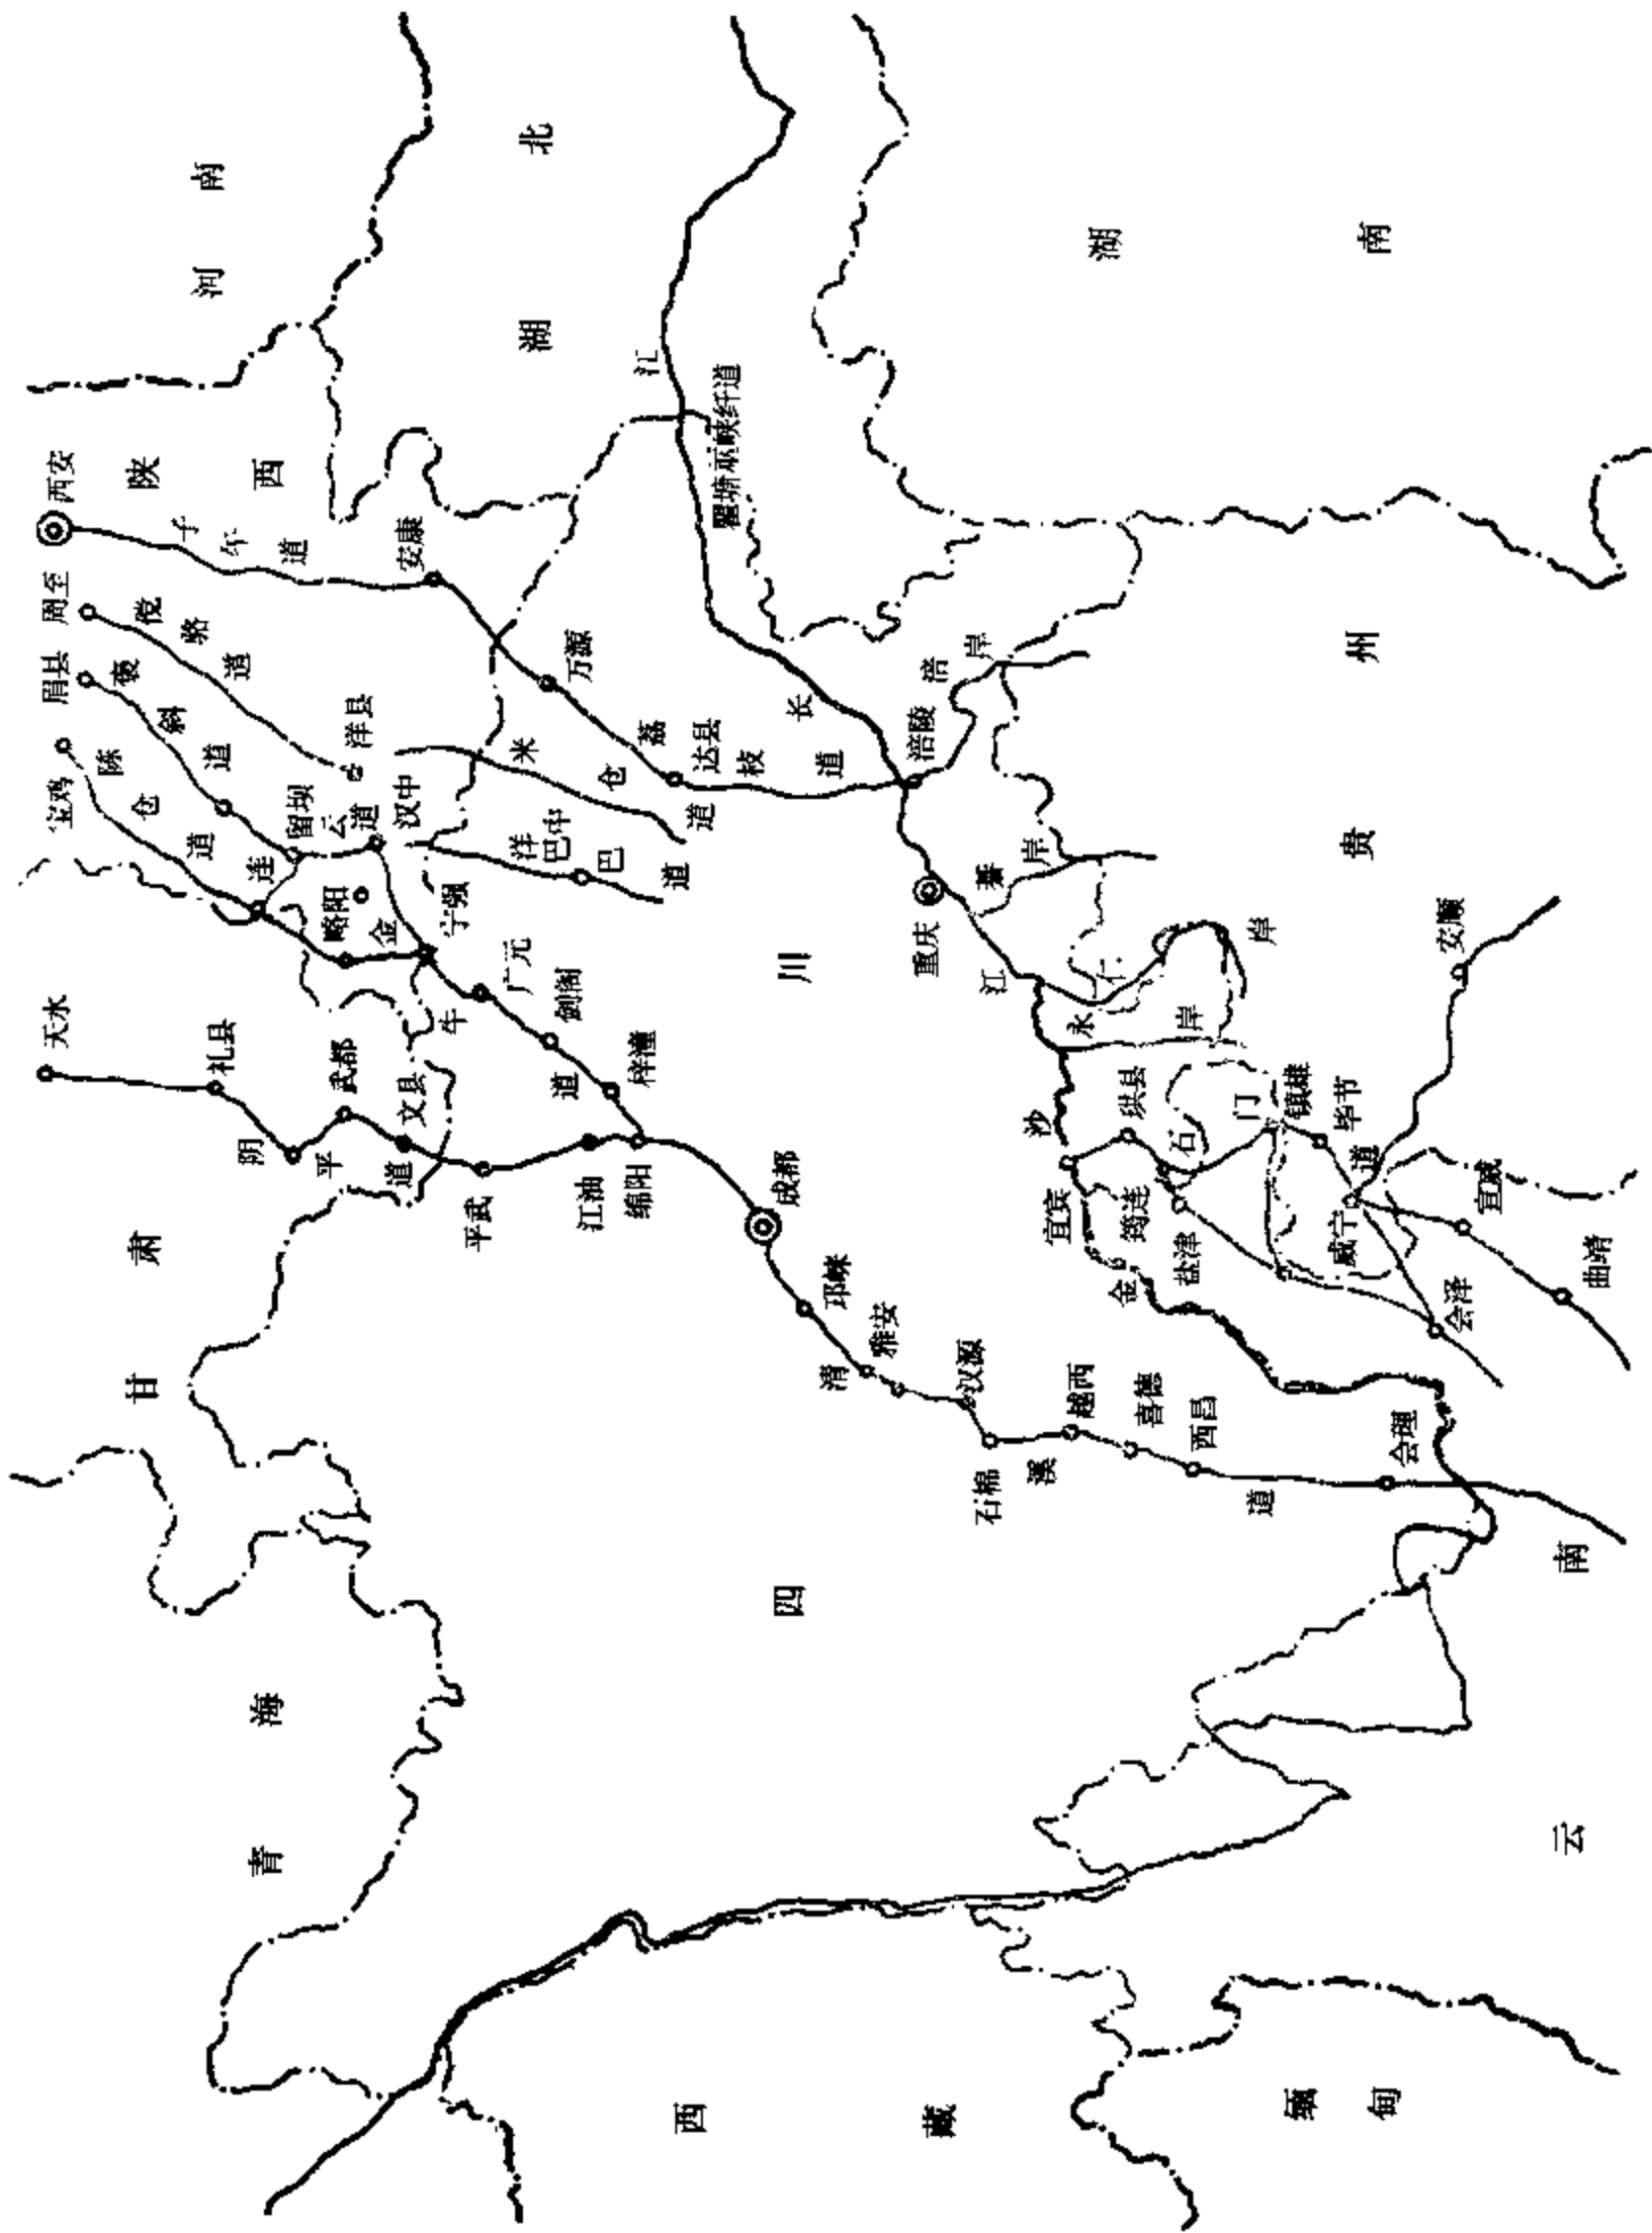 河南
湖北
湖南
陕西
甘肃
青海
西藏
缅甸
云南
贵州
四川
西安
周至
眉县
宝鸡
天水
子午道
傥骆道
褒斜道
陈仓道
连云道
阴平道
金牛道
米仓道
洋巴道
荔枝道
瞿塘巫峡纤道
清溪道
石门道
长江
金沙江
涪岸
綦岸
仁岸
永岸
安康
洋县
留坝
汉中
略阳
宁强
礼县
武都
文县
万源
达县
巴中
广元
剑阁
梓潼
平武
江油
绵阳
成都
邛崃
雅安
汉源
石棉
越西
喜德
西昌
会理
涪陵
重庆
宜宾
珙县
筠连
盐津
镇雄
毕节
威宁
会泽
宣威
曲靖
安顺